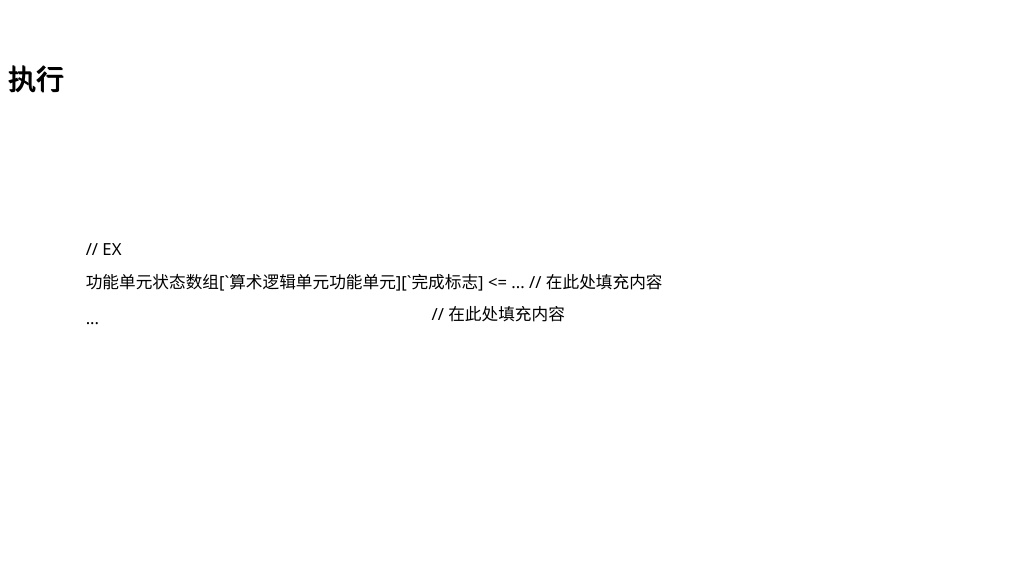 执行
// EX
功能单元状态数组[`算术逻辑单元功能单元][`完成标志] <= ... // 在此处填充内容
... // 在此处填充内容